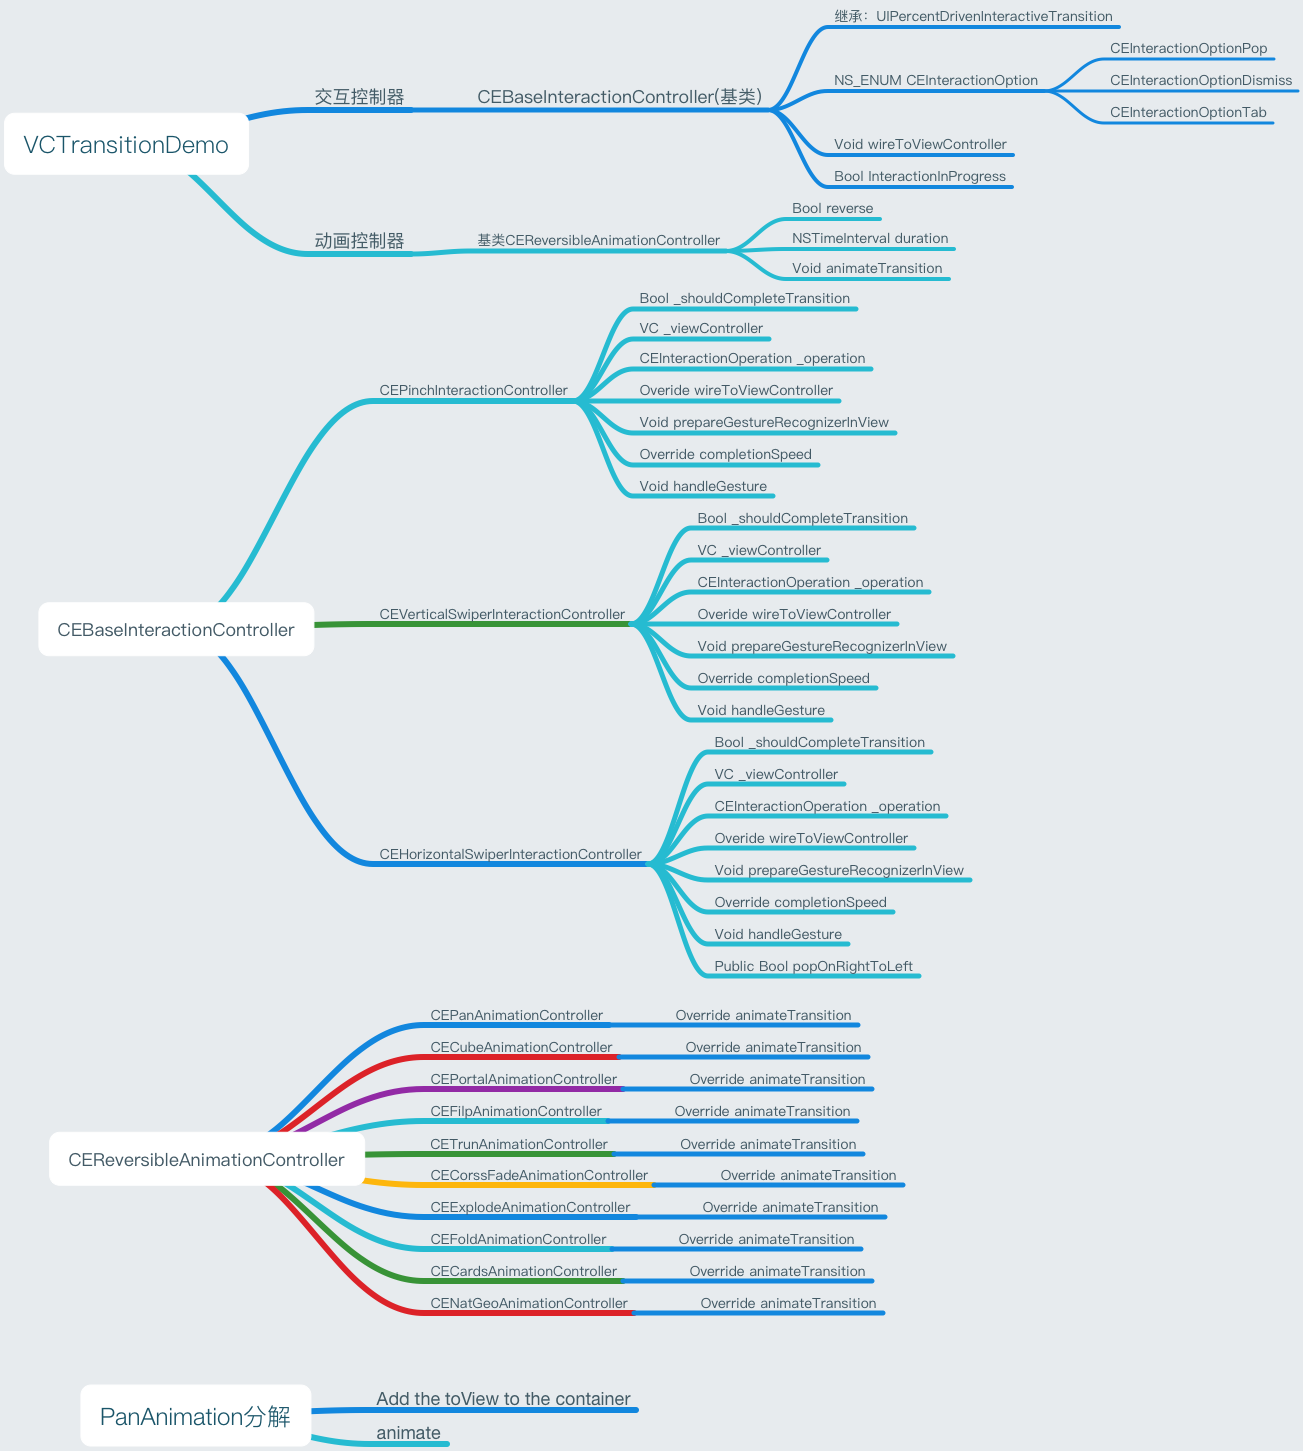 VCTransitionDemo
交互控制器
CEBaseInteractionController(基类)
继承：UIPercentDrivenInteractiveTransition
NS_ENUM CEInteractionOption
CEInteractionOptionPop
CEInteractionOptionDismiss
CEInteractionOptionTab
Void wireToViewController
Bool InteractionInProgress
动画控制器
基类CEReversibleAnimationController
Bool reverse
NSTimeInterval duration
Void animateTransition
CEBaseInteractionController
CEPinchInteractionController
Bool _shouldCompleteTransition
VC _viewController
CEInteractionOperation _operation
Overide wireToViewController
Void prepareGestureRecognizerInView
Override completionSpeed
Void handleGesture
CEVerticalSwiperInteractionController
Bool _shouldCompleteTransition
VC _viewController
CEInteractionOperation _operation
Overide wireToViewController
Void prepareGestureRecognizerInView
Override completionSpeed
Void handleGesture
CEHorizontalSwiperInteractionController
Bool _shouldCompleteTransition
VC _viewController
CEInteractionOperation _operation
Overide wireToViewController
Void prepareGestureRecognizerInView
Override completionSpeed
Void handleGesture
Public Bool popOnRightToLeft
CEReversibleAnimationController
CEPanAnimationController
Override animateTransition
CECubeAnimationController
Override animateTransition
CEPortalAnimationController
Override animateTransition
CEFilpAnimationController
Override animateTransition
CETrunAnimationController
Override animateTransition
CECorssFadeAnimationController
Override animateTransition
CEExplodeAnimationController
Override animateTransition
CEFoldAnimationController
Override animateTransition
CECardsAnimationController
Override animateTransition
CENatGeoAnimationController
Override animateTransition
PanAnimation分解
Add the toView to the container
animate